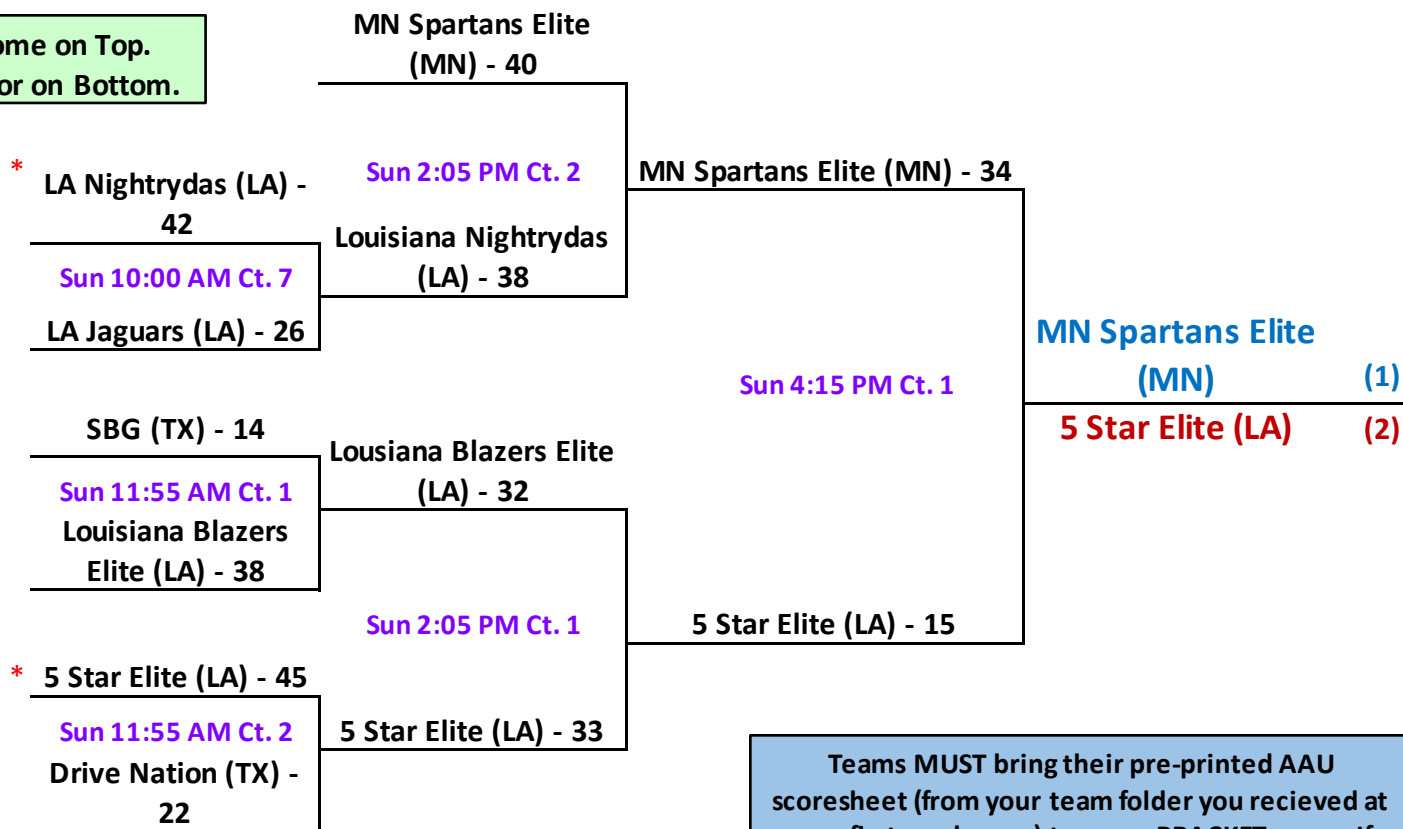 MN Spartans Elite
(MN) - 40
on Top.
on Bottom.
*
LA Nightrydas (LA) -
42
Sun 2:05 PM Ct. 2
MN Spartans Elite (MN) - 34
Louisiana Nightrydas
(LA) - 38
Sun 10:00 AM Ct. 7
LA Jaguars (LA) - 26
MN Spartans Elite
(MN) (1)
Sun 4:15 PM Ct. 1
5 Star Elite (LA) (2)
SBG (TX) - 14
Lousiana Blazers Elite
(LA) - 32
Sun 11:55 AM Ct. 1
Louisiana Blazers
Elite (LA) - 38
Sun 2:05 PM Ct. 1
5 Star Elite (LA) - 15
* 5 Star Elite (LA) - 45
Sun 11:55 AM Ct. 2
5 Star Elite (LA) - 33
Drive Nation (TX) -
22
Teams MUST bring their pre-printed AAU
scoresheet (from your team folder you recieved at